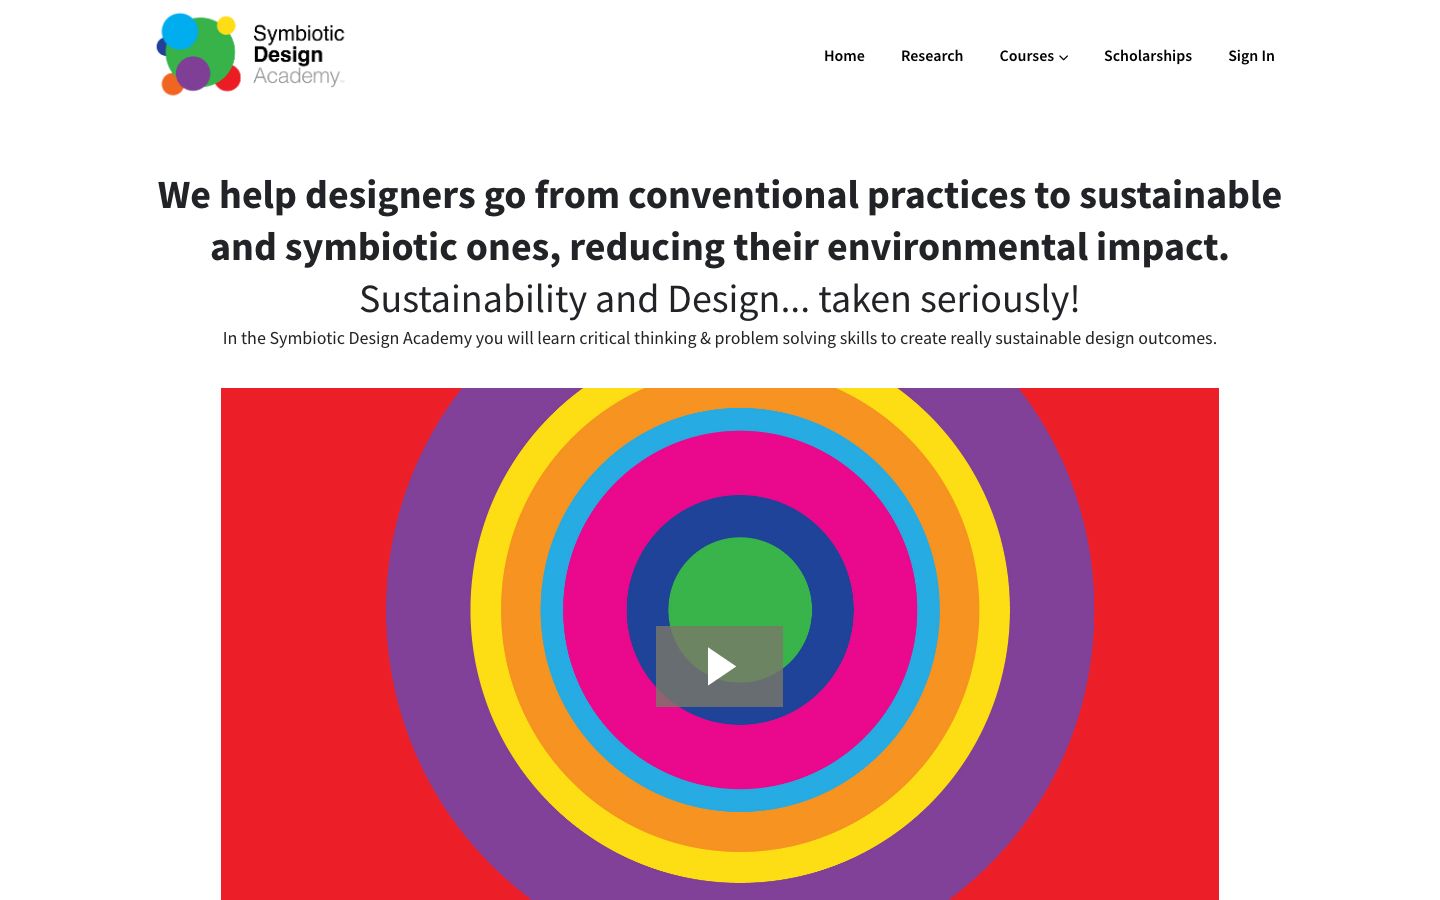 Symbiotic
Design
Academy
Home
Research
Courses
Scholarships
Sign In
We help designers go from conventional practices to sustainable
and symbiotic ones, reducing their environmental impact.
Sustainability and Design... taken seriously!
In the Symbiotic Design Academy you will learn critical thinking & problem solving skills to create really sustainable design outcomes.